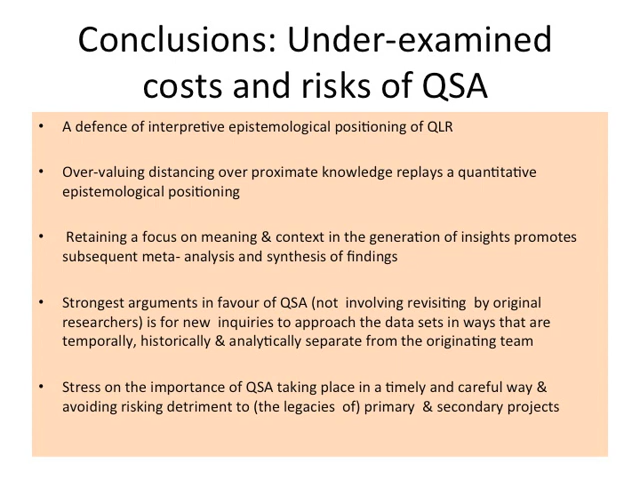 Conclusions: Under-examined
costs and risks of QSA
• A defence of interpretive epistemological positioning of QLR
• Over-valuing distancing over proximate knowledge replays a quantitative
epistemological positioning
• Retaining a focus on meaning & context in the generation of insights promotes
subsequent meta- analysis and synthesis of findings
• Strongest arguments in favour of QSA (not involving revisiting by original
researchers) is for new inquiries to approach the data sets in ways that are
temporally, historically & analytically separate from the originating team
• Stress on the importance of QSA taking place in a timely and careful way &
avoiding risking detriment to (the legacies of) primary & secondary projects